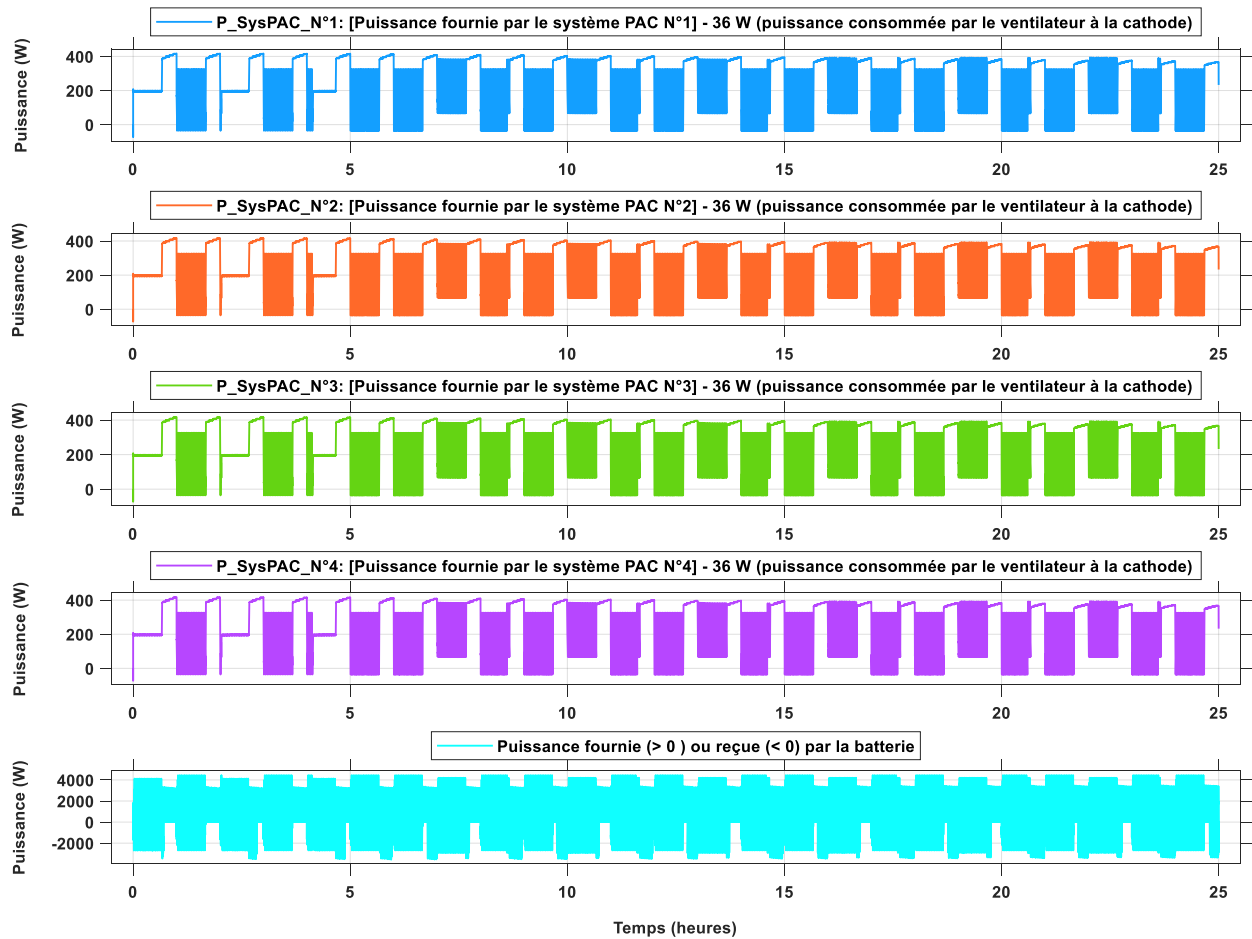 P_SysPAC_N°1: [Puissance fournie par le système PAC N°1] - 36 W (puissance consommée par le ventilateur à la cathode)
Puissance (W)
400
200
0
0 5 10 15 20 25
P_SysPAC_N°2: [Puissance fournie par le système PAC N°2] - 36 W (puissance consommée par le ventilateur à la cathode)
Puissance (W)
400
200
0
0 5 10 15 20 25
P_SysPAC_N°3: [Puissance fournie par le système PAC N°3] - 36 W (puissance consommée par le ventilateur à la cathode)
Puissance (W)
400
200
0
0 5 10 15 20 25
P_SysPAC_N°4: [Puissance fournie par le système PAC N°4] - 36 W (puissance consommée par le ventilateur à la cathode)
Puissance (W)
400
200
0
0 5 10 15 20 25
Puissance fournie (> 0 ) ou reçue (< 0) par la batterie
Puissance (W)
4000
2000
0
-2000
0 5 10 15 20 25
Temps (heures)